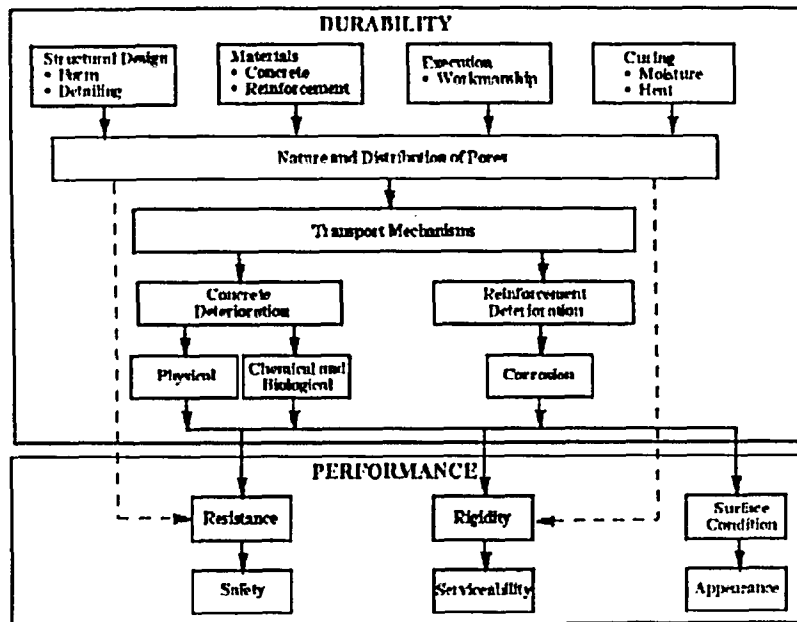 DURABILITY
Structural Design
• Form
• Detailing
Materials
• Concrete
• Reinforcement
Execution
• Workmanship
Curing
• Moisture
• Heat
Nature and Distribution of Pores
Transport Mechanisms
Concrete
Deterioration
Reinforcement
Deterioration
Physical
Chemical and
Biological
Corrosion
PERFORMANCE
Resistance
Rigidity
Surface
Condition
Safety
Serviceability
Appearance